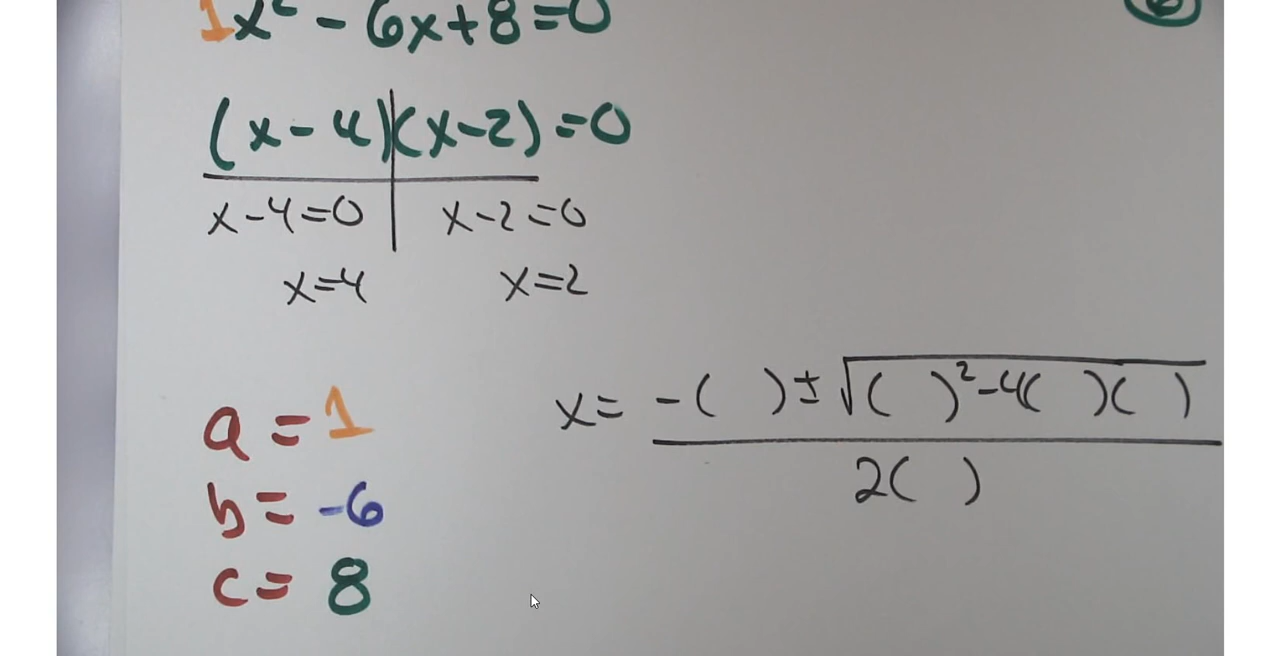 1x² - 6x+8=0
(x-4)(x-2)=0
x-4=0 x-2=0
x=4 x=2
x= -( )±√( )²-4( )( )
2( )
a = 1
b = -6
c = 8